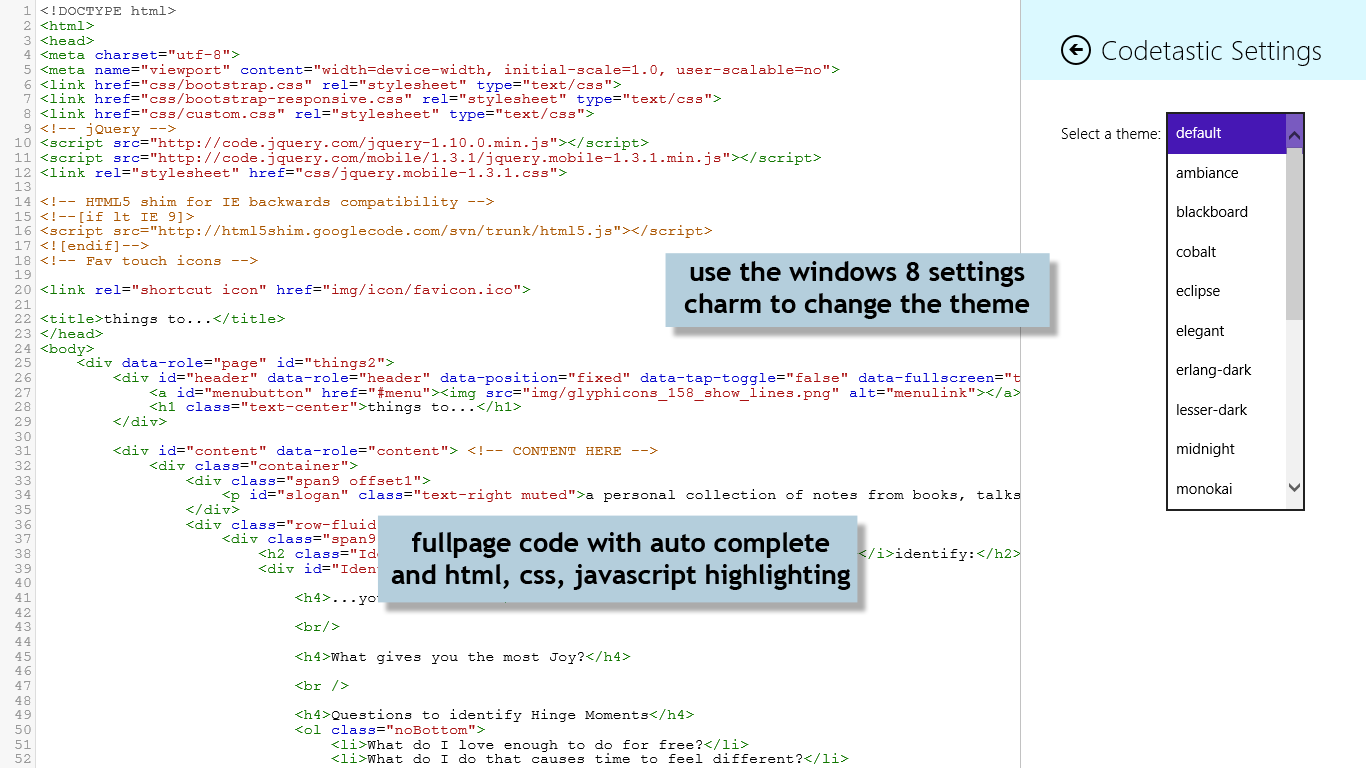 1 <!DOCTYPE html>
2 <html>
3 <head>
4 <meta charset="utf-8">
5 <meta name="viewport" content="width=device-width, initial-scale=1.0, user-scalable=no">
6 <link href="css/bootstrap.css" rel="stylesheet" type="text/css">
7 <link href="css/bootstrap-responsive.css" rel="stylesheet" type="text/css">
8 <link href="css/custom.css" rel="stylesheet" type="text/css">
9 <!-- jQuery -->
10 <script src="http://code.jquery.com/jquery-1.10.0.min.js"></script>
11 <script src="http://code.jquery.com/mobile/1.3.1/jquery.mobile-1.3.1.min.js"></script>
12 <link rel="stylesheet" href="css/jquery.mobile-1.3.1.css">
13
14 <!-- HTML5 shim for IE backwards compatibility -->
15 <!--[if lt IE 9]>
16 <script src="http://html5shim.googlecode.com/svn/trunk/html5.js"></script>
17 <![endif]-->
18 <!-- Fav touch icons -->
19
20 <link rel="shortcut icon" href="img/icon/favicon.ico">
21
22 <title>things to...</title>
23 </head>
24 <body>
25 <div data-role="page" id="things2">
26 <div id="header" data-role="header" data-position="fixed" data-tap-toggle="false" data-fullscreen="t
27 <a id="menubutton" href="#menu"><img src="img/glyphicons_158_show_lines.png" alt="menulink"></a>
28 <h1 class="text-center">things to...</h1>
29 </div>
30
31 <div id="content" data-role="content"> <!-- CONTENT HERE -->
32 <div class="container">
33 <div class="span9 offset1">
34 <p id="slogan" class="text-right muted">a personal collection of notes from books, talks
35 </div>
36 <div class="row-fluid
37 <div class="span9
38 <h2 class="Id </i>identify:</h2>
39 <div id="Iden
40
41 <h4>...yo
42
43 <br/>
44
45 <h4>What gives you the most Joy?</h4>
46
47 <br />
48
49 <h4>Questions to identify Hinge Moments</h4>
50 <ol class="noBottom">
51 <li>What do I love enough to do for free?</li>
52 <li>What do I do that causes time to feel different?</li>
use the windows 8 settings
charm to change the theme
fullpage code with auto complete
and html, css, javascript highlighting
Codetastic Settings
Select a theme: default
ambiance
blackboard
cobalt
eclipse
elegant
erlang-dark
lesser-dark
midnight
monokai